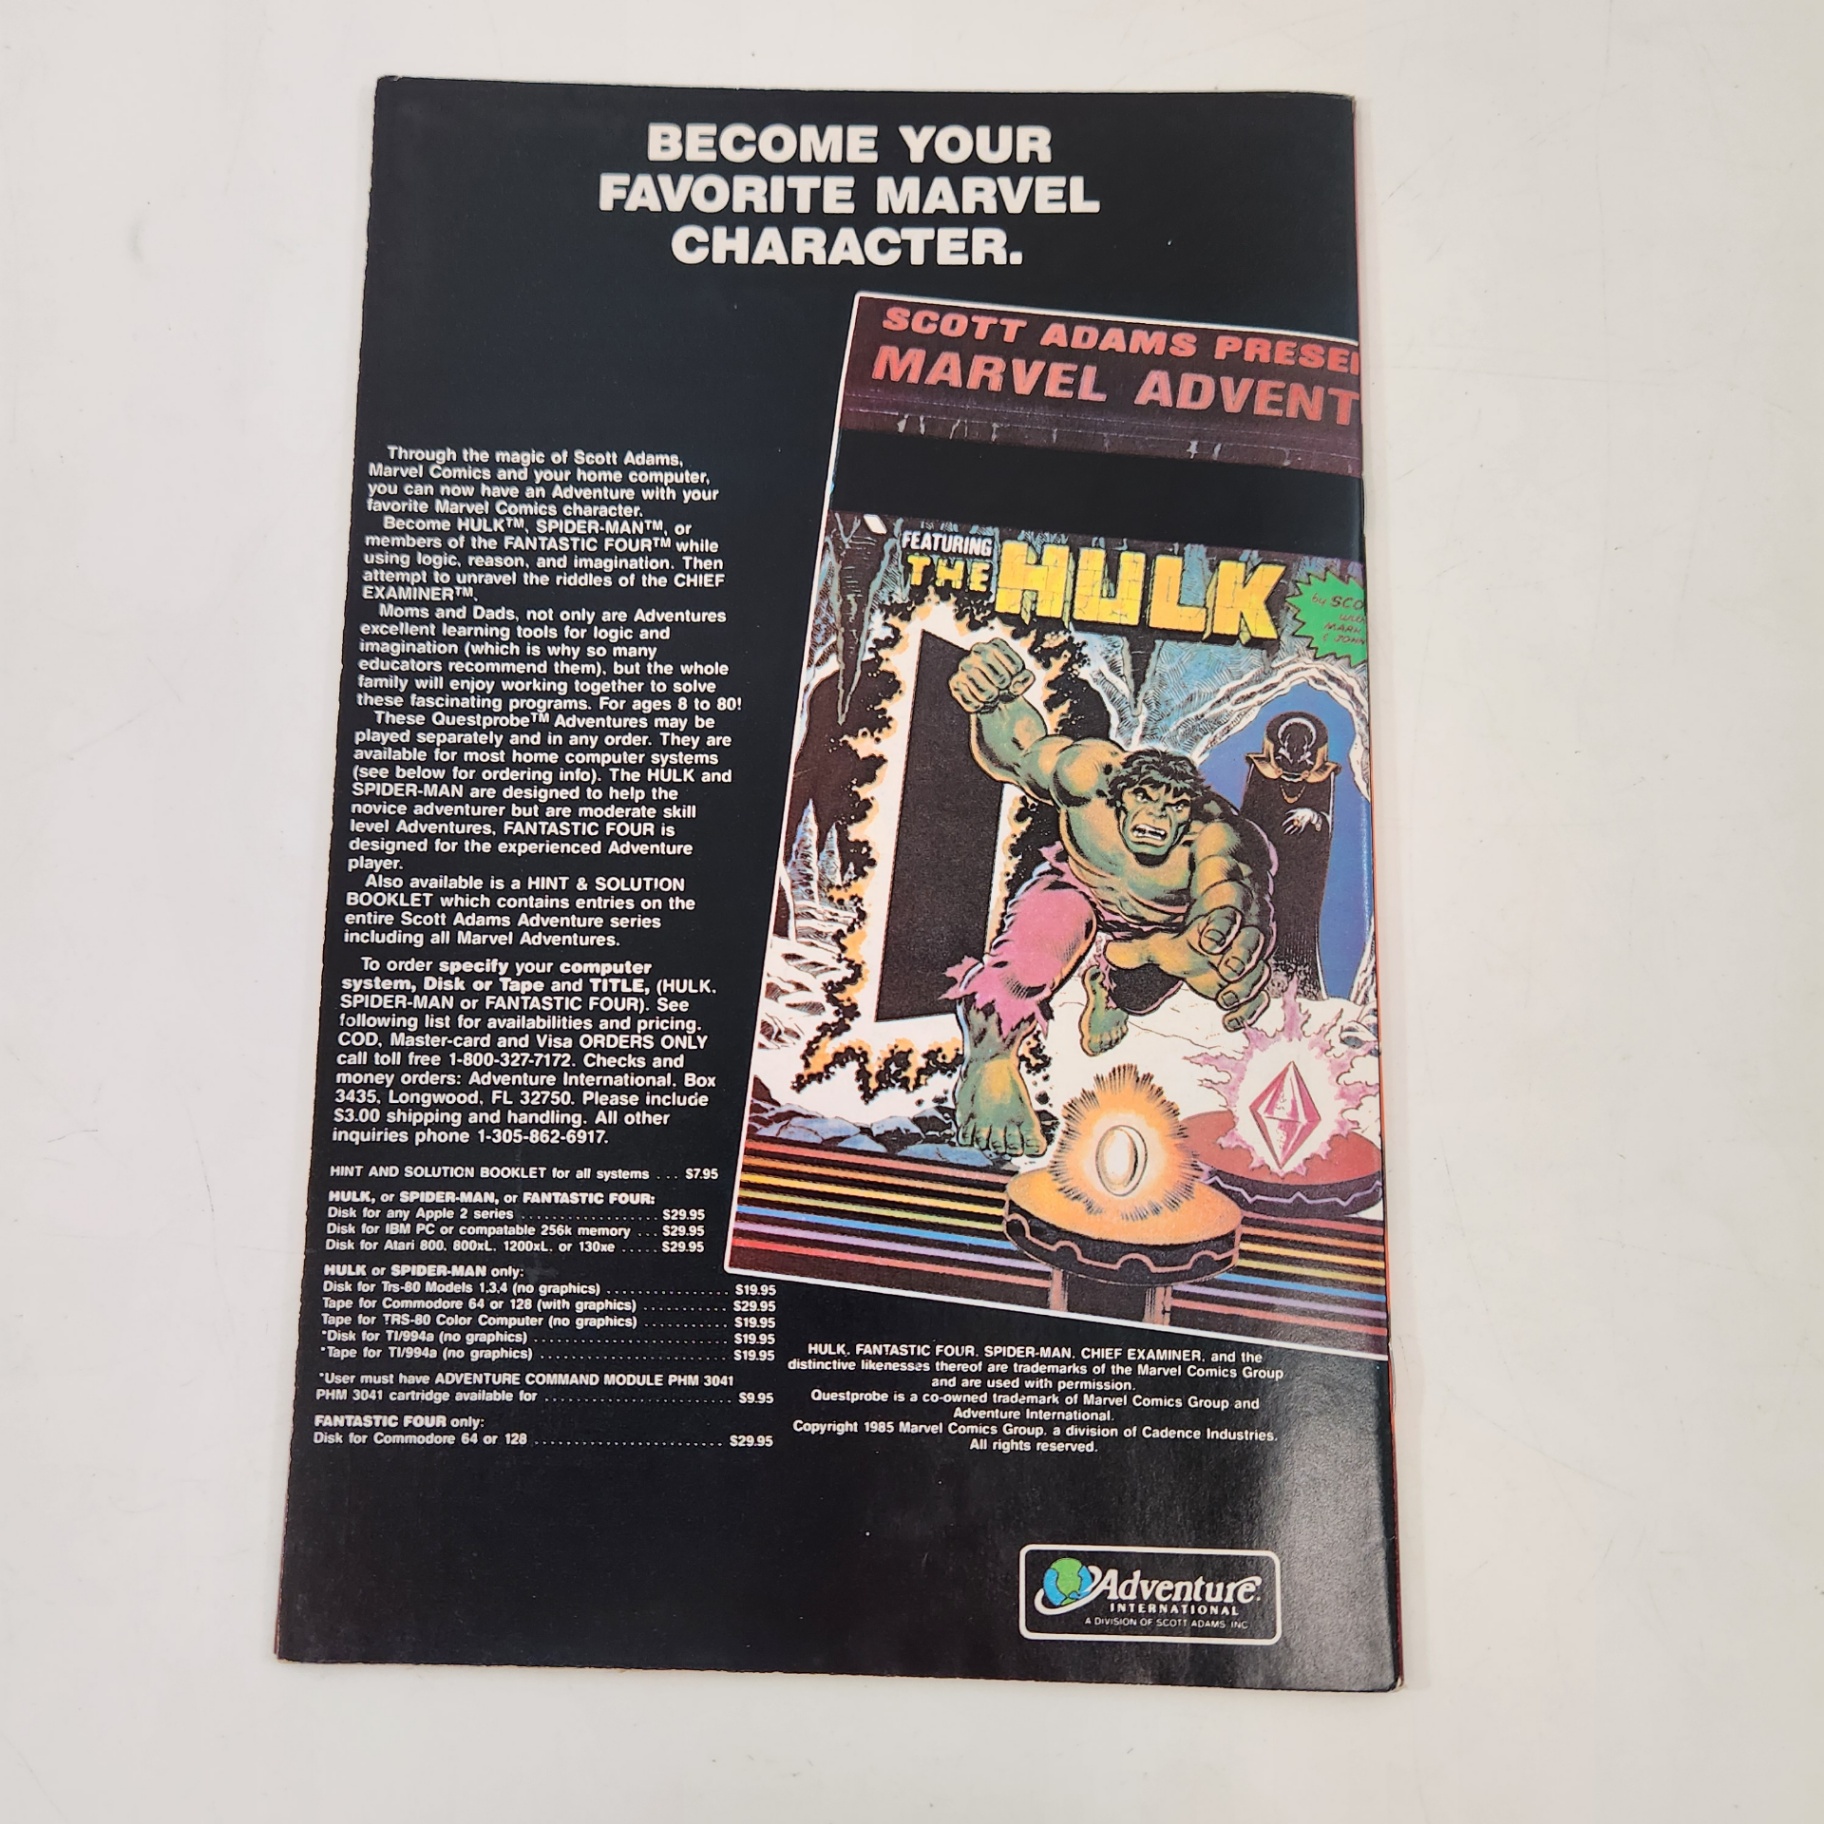 BECOME YOUR
FAVORITE MARVEL
CHARACTER.
SCOTT ADAMS PRESE
MARVEL ADVENT
FEATURING
THE HULK
by SCO
MARK
& JOHN
Through the magic of Scott Adams,
Marvel Comics and your home computer,
you can now have an Adventure with your
favorite Marvel Comics character.
Become HULK™, SPIDER-MAN™, or
members of the FANTASTIC FOUR™ while
using logic, reason, and imagination. Then
attempt to unravel the riddles of the CHIEF
EXAMINER™.
Moms and Dads, not only are Adventures
excellent learning tools for logic and
imagination (which is why so many
educators recommend them), but the whole
family will enjoy working together to solve
these fascinating programs. For ages 8 to 80!
These Questprobe™ Adventures may be
played separately and in any order. They are
available for most home computer systems
(see below for ordering info). The HULK and
SPIDER-MAN are designed to help the
novice adventurer but are moderate skill
level Adventures, FANTASTIC FOUR is
designed for the experienced Adventure
player.
Also available is a HINT & SOLUTION
BOOKLET which contains entries on the
entire Scott Adams Adventure series
including all Marvel Adventures.
To order specify your computer
system, Disk or Tape and TITLE, (HULK,
SPIDER-MAN or FANTASTIC FOUR). See
following list for availabilities and pricing.
COD, Master-card and Visa ORDERS ONLY
call toll free 1-800-327-7172. Checks and
money orders: Adventure International, Box
3435, Longwood, FL 32750. Please include
$3.00 shipping and handling. All other
inquiries phone 1-305-862-6917.
HINT AND SOLUTION BOOKLET for all systems ... $7.95
HULK, or SPIDER-MAN, or FANTASTIC FOUR:
Disk for any Apple 2 series ................... $29.95
Disk for IBM PC or compatable 256k memory ... $29.95
Disk for Atari 800, 800xL, 1200xL, or 130xe ..... $29.95
HULK or SPIDER-MAN only:
Disk for Trs-80 Models 1,3,4 (no graphics) ................. $19.95
Tape for Commodore 64 or 128 (with graphics) ........... $29.95
Tape for TRS-80 Color Computer (no graphics) ........... $19.95
*Disk for TI/994a (no graphics) .......................... $19.95
*Tape for TI/994a (no graphics) ......................... $19.95
*User must have ADVENTURE COMMAND MODULE PHM 3041
PHM 3041 cartridge available for .......................... $9.95
FANTASTIC FOUR only:
Disk for Commodore 64 or 128 .......................... $29.95
HULK, FANTASTIC FOUR, SPIDER-MAN, CHIEF EXAMINER, and the
distinctive likenesses thereof are trademarks of the Marvel Comics Group
and are used with permission.
Questprobe is a co-owned trademark of Marvel Comics Group and
Adventure International.
Copyright 1985 Marvel Comics Group, a division of Cadence Industries.
All rights reserved.
Adventure
INTERNATIONAL
A DIVISION OF SCOTT ADAMS INC